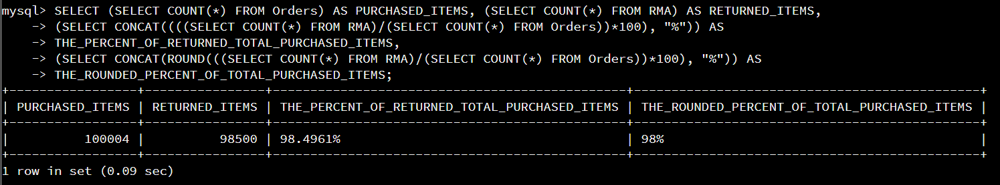 mysql> SELECT (SELECT COUNT(*) FROM Orders) AS PURCHASED_ITEMS, (SELECT COUNT(*) FROM RMA) AS RETURNED_ITEMS,
    -> (SELECT CONCAT((((SELECT COUNT(*) FROM RMA)/(SELECT COUNT(*) FROM Orders))*100), "%")) AS
    -> THE_PERCENT_OF_RETURNED_TOTAL_PURCHASED_ITEMS,
    -> (SELECT CONCAT(ROUND(((SELECT COUNT(*) FROM RMA)/(SELECT COUNT(*) FROM Orders))*100), "%")) AS
    -> THE_ROUNDED_PERCENT_OF_TOTAL_PURCHASED_ITEMS;
+-----------------+----------------+-----------------------------------------------+----------------------------------------------+
| PURCHASED_ITEMS | RETURNED_ITEMS | THE_PERCENT_OF_RETURNED_TOTAL_PURCHASED_ITEMS | THE_ROUNDED_PERCENT_OF_TOTAL_PURCHASED_ITEMS |
+-----------------+----------------+-----------------------------------------------+----------------------------------------------+
|          100004 |          98500 | 98.4961%                                      | 98%                                          |
+-----------------+----------------+-----------------------------------------------+----------------------------------------------+
1 row in set (0.09 sec)